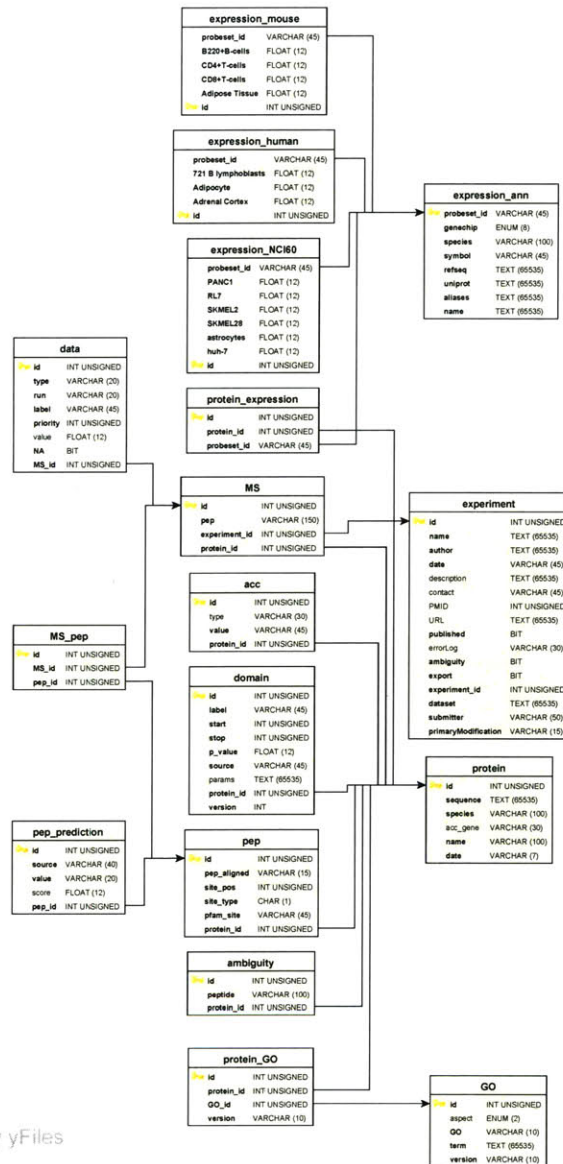 expression_mouse
probeset_id VARCHAR (45)
B220+B-cells FLOAT (12)
CD4+T-cells FLOAT (12)
CD8+T-cells FLOAT (12)
Adipose Tissue FLOAT (12)
id INT UNSIGNED
expression_human
probeset_id VARCHAR (45)
721 B lymphoblasts FLOAT (12)
Adipocyte FLOAT (12)
Adrenal Cortex FLOAT (12)
id INT UNSIGNED
expression_ann
probeset_id VARCHAR (45)
genechip ENUM (8)
species VARCHAR (100)
symbol VARCHAR (45)
refseq TEXT (65535)
uniprot TEXT (65535)
aliases TEXT (65535)
name TEXT (65535)
expression_NCI60
probeset_id VARCHAR (45)
PANC1 FLOAT (12)
RL7 FLOAT (12)
SKMEL2 FLOAT (12)
SKMEL28 FLOAT (12)
astrocytes FLOAT (12)
huh-7 FLOAT (12)
id INT UNSIGNED
data
id INT UNSIGNED
type VARCHAR (20)
run VARCHAR (20)
label VARCHAR (45)
priority INT UNSIGNED
value FLOAT (12)
NA BIT
MS_id INT UNSIGNED
protein_expression
id INT UNSIGNED
protein_id INT UNSIGNED
probeset_id VARCHAR (45)
MS
id INT UNSIGNED
pep VARCHAR (150)
experiment_id INT UNSIGNED
protein_id INT UNSIGNED
experiment
id INT UNSIGNED
name TEXT (65535)
author TEXT (65535)
date VARCHAR (45)
description TEXT (65535)
contact VARCHAR (45)
PMID INT UNSIGNED
URL TEXT (65535)
published BIT
errorLog VARCHAR (30)
ambiguity BIT
export BIT
experiment_id INT UNSIGNED
dataset TEXT (65535)
submitter VARCHAR (50)
primaryModification VARCHAR (15)
acc
id INT UNSIGNED
type VARCHAR (30)
value VARCHAR (45)
protein_id INT UNSIGNED
MS_pep
id INT UNSIGNED
MS_id INT UNSIGNED
pep_id INT UNSIGNED
domain
id INT UNSIGNED
label VARCHAR (45)
start INT UNSIGNED
stop INT UNSIGNED
p_value FLOAT (12)
source VARCHAR (45)
params TEXT (65535)
protein_id INT UNSIGNED
version INT
protein
id INT UNSIGNED
sequence TEXT (65535)
species VARCHAR (100)
acc_gene VARCHAR (30)
name VARCHAR (100)
date VARCHAR (7)
pep_prediction
id INT UNSIGNED
source VARCHAR (40)
value VARCHAR (20)
score FLOAT (12)
pep_id INT UNSIGNED
pep
id INT UNSIGNED
pep_aligned VARCHAR (15)
site_pos INT UNSIGNED
site_type CHAR (1)
pfam_site VARCHAR (45)
protein_id INT UNSIGNED
ambiguity
id INT UNSIGNED
peptide VARCHAR (100)
protein_id INT UNSIGNED
protein_GO
id INT UNSIGNED
protein_id INT UNSIGNED
GO_id INT UNSIGNED
version VARCHAR (10)
GO
id INT UNSIGNED
aspect ENUM (2)
GO VARCHAR (10)
term TEXT (65535)
version VARCHAR (10)
yFiles